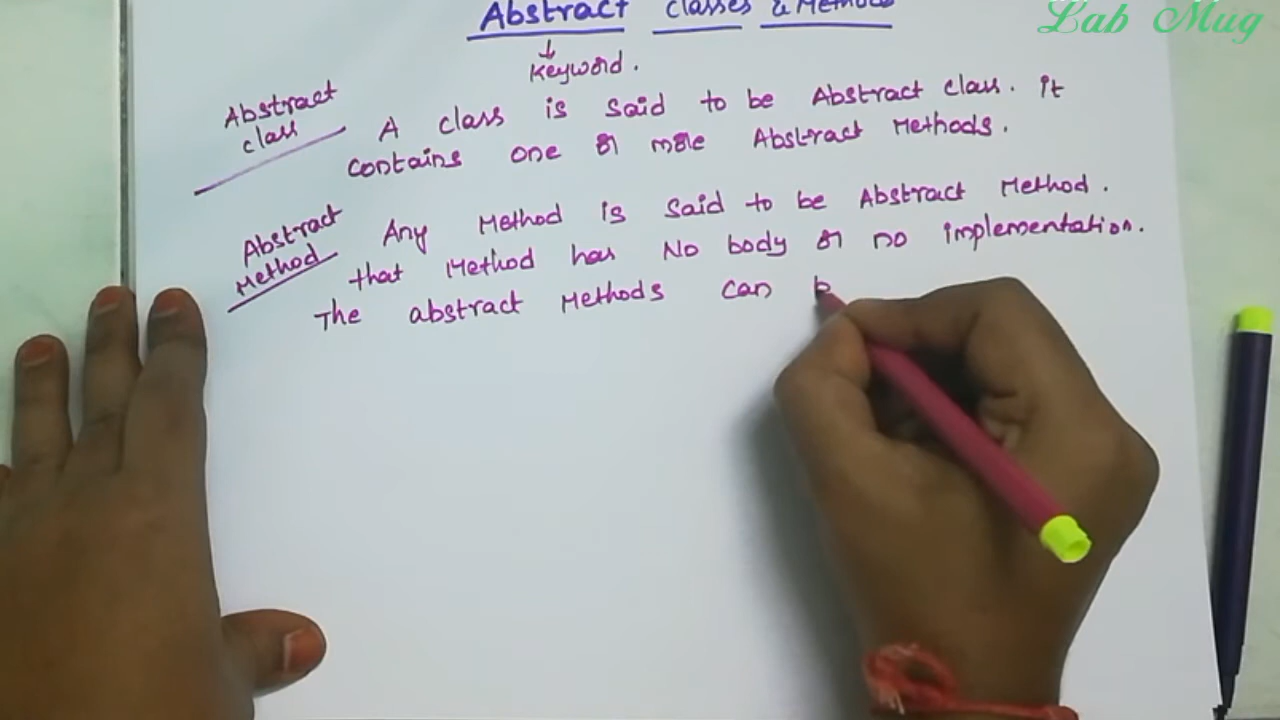 Lab Mug
Abstract classes & Methods
Keyword.
Abstract class
A class is said to be Abstract class. it
contains one or more Abstract Methods.
Abstract Method
Any Method is said to be Abstract Method.
that Method has No body or no implementation.
The abstract Methods can b